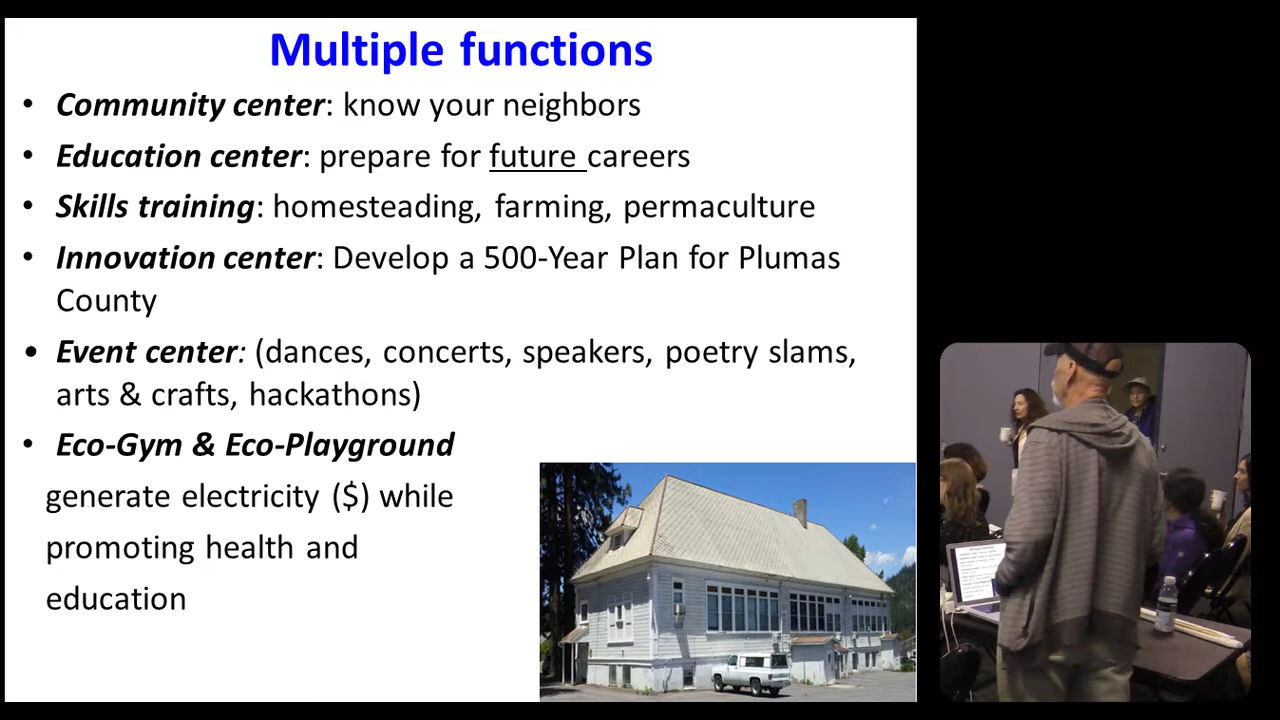 Multiple functions
• Community center: know your neighbors
• Education center: prepare for future careers
• Skills training: homesteading, farming, permaculture
• Innovation center: Develop a 500-Year Plan for Plumas
County
• Event center: (dances, concerts, speakers, poetry slams,
arts & crafts, hackathons)
• Eco-Gym & Eco-Playground
generate electricity ($) while
promoting health and
education